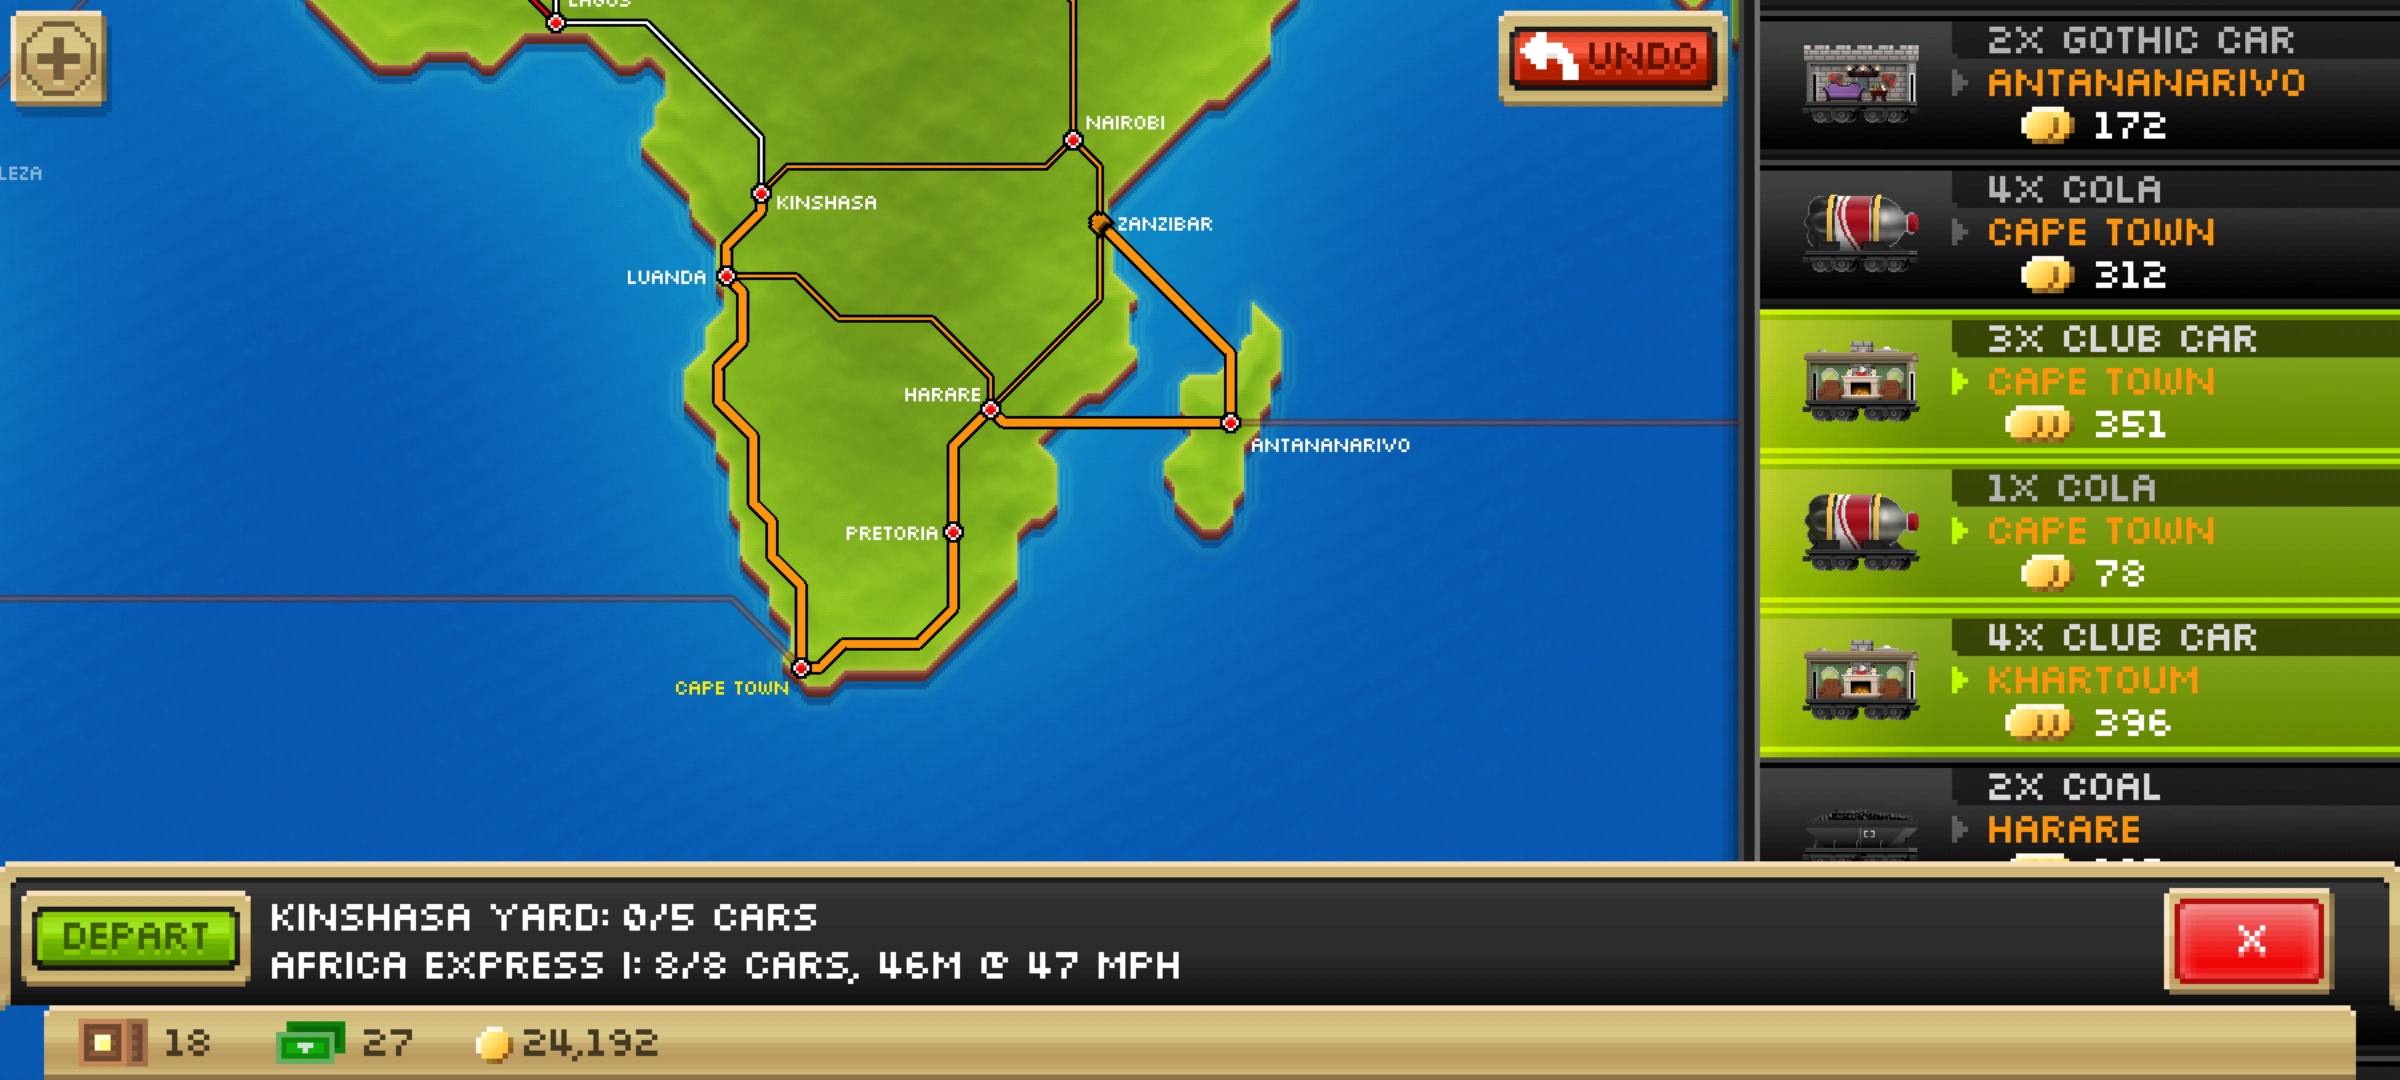 LAGOS
UNDO
LEZA
NAIROBI
KINSHASA
ZANZIBAR
LUANDA
HARARE
ANTANANARIVO
PRETORIA
CAPE TOWN
2X GOTHIC CAR
ANTANANARIVO
172
4X COLA
CAPE TOWN
312
3X CLUB CAR
CAPE TOWN
351
1X COLA
CAPE TOWN
78
4X CLUB CAR
KHARTOUM
396
2X COAL
HARARE
DEPART
KINSHASA YARD: 0/5 CARS
AFRICA EXPRESS I: 8/8 CARS, 46M @ 47 MPH
X
18
27
24,192